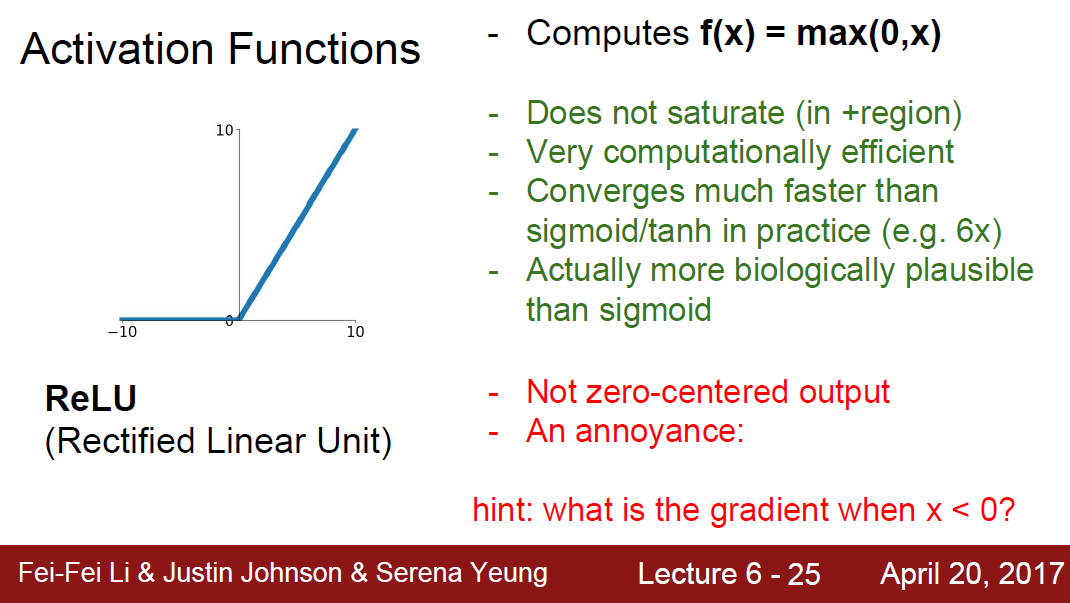 Activation Functions
10
0
−10
10
ReLU
(Rectified Linear Unit)
- Computes f(x) = max(0,x)
- Does not saturate (in +region)
- Very computationally efficient
- Converges much faster than
sigmoid/tanh in practice (e.g. 6x)
- Actually more biologically plausible
than sigmoid
- Not zero-centered output
- An annoyance:
hint: what is the gradient when x < 0?
Fei-Fei Li & Justin Johnson & Serena Yeung
Lecture 6 - 25
April 20, 2017